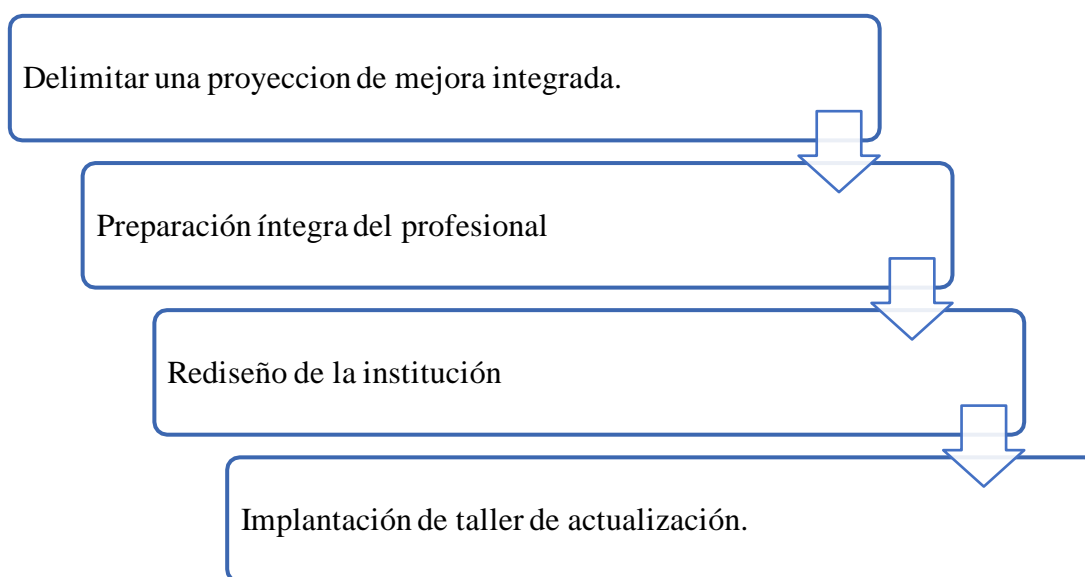 Delimitar una proyeccion de mejora integrada.
Preparación íntegra del profesional
Rediseño de la institución
Implantación de taller de actualización.